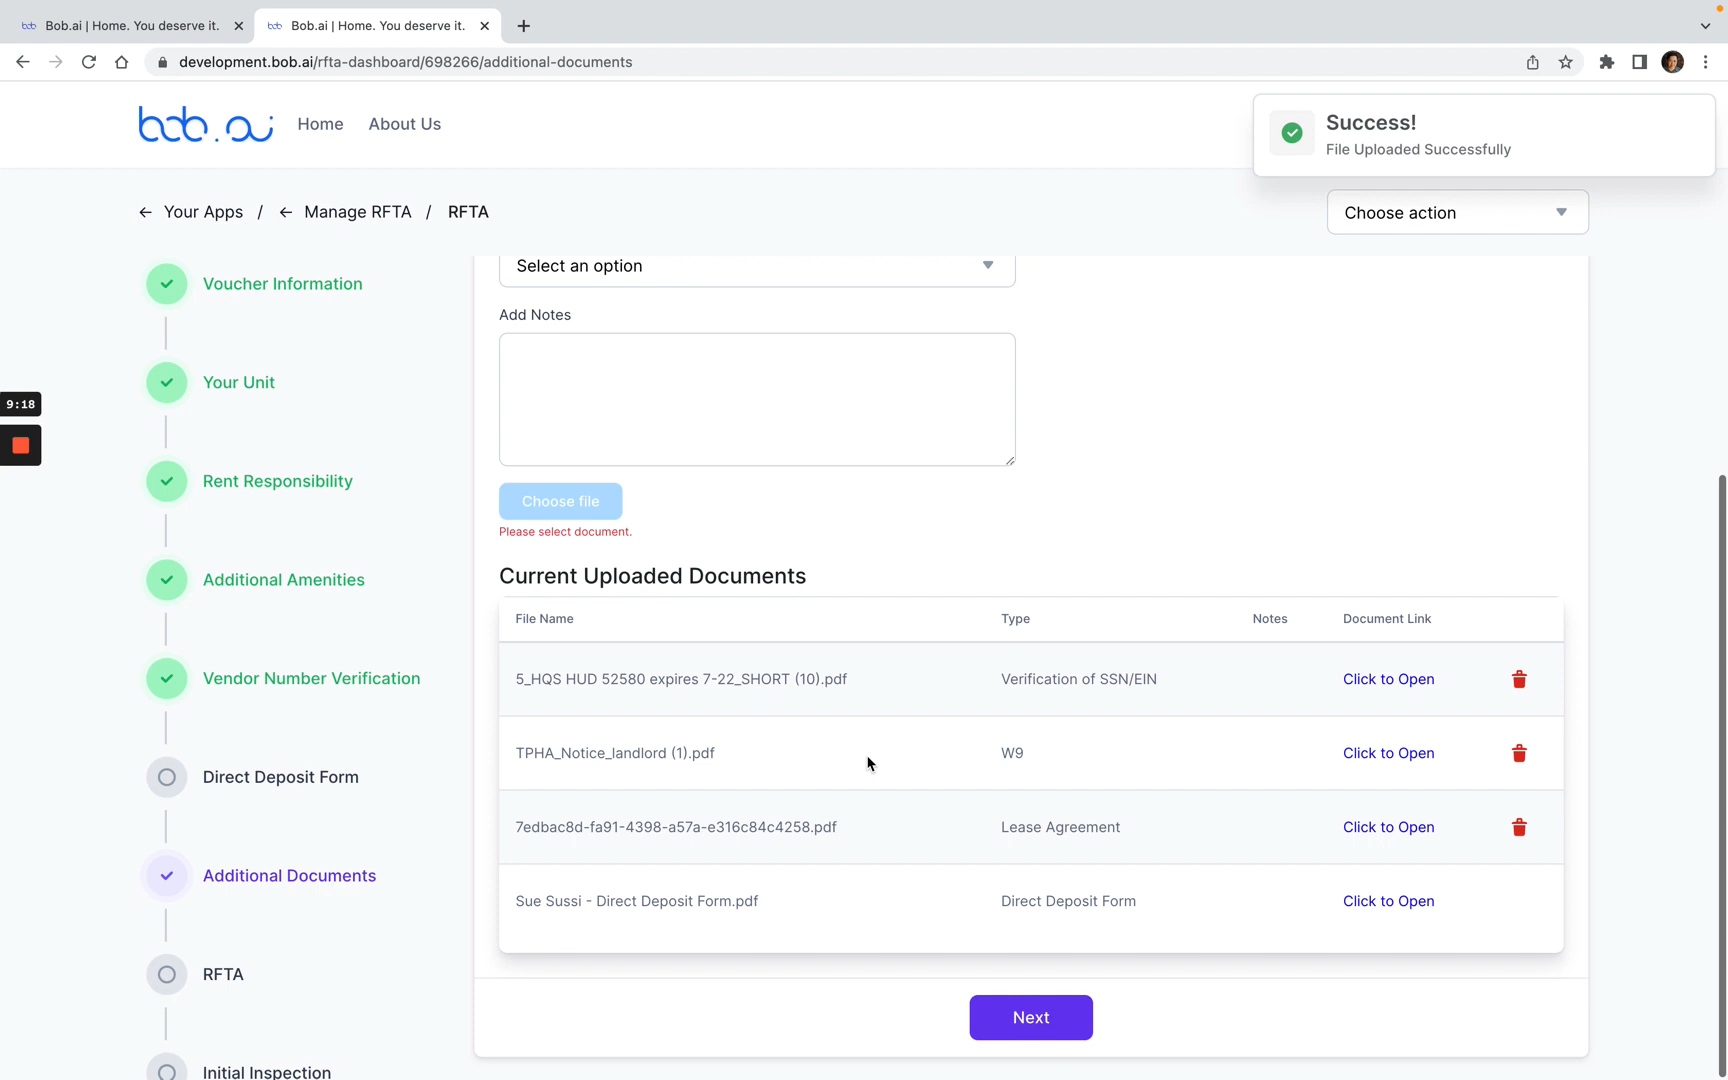 Bob.ai | Home. You deserve it.
Bob.ai | Home. You deserve it.
development.bob.ai/rfta-dashboard/698266/additional-documents
bob.ai
Home
About Us
Success!
File Uploaded Successfully
← Your Apps / ← Manage RFTA / RFTA
Choose action
Voucher Information
Your Unit
Rent Responsibility
Additional Amenities
Vendor Number Verification
Direct Deposit Form
Additional Documents
RFTA
Initial Inspection
9:18
Select an option
Add Notes
Choose file
Please select document.
Current Uploaded Documents
File Name Type Notes Document Link
5_HQS HUD 52580 expires 7-22_SHORT (10).pdf Verification of SSN/EIN Click to Open
TPHA_Notice_landlord (1).pdf W9 Click to Open
7edbac8d-fa91-4398-a57a-e316c84c4258.pdf Lease Agreement Click to Open
Sue Sussi - Direct Deposit Form.pdf Direct Deposit Form Click to Open
Next